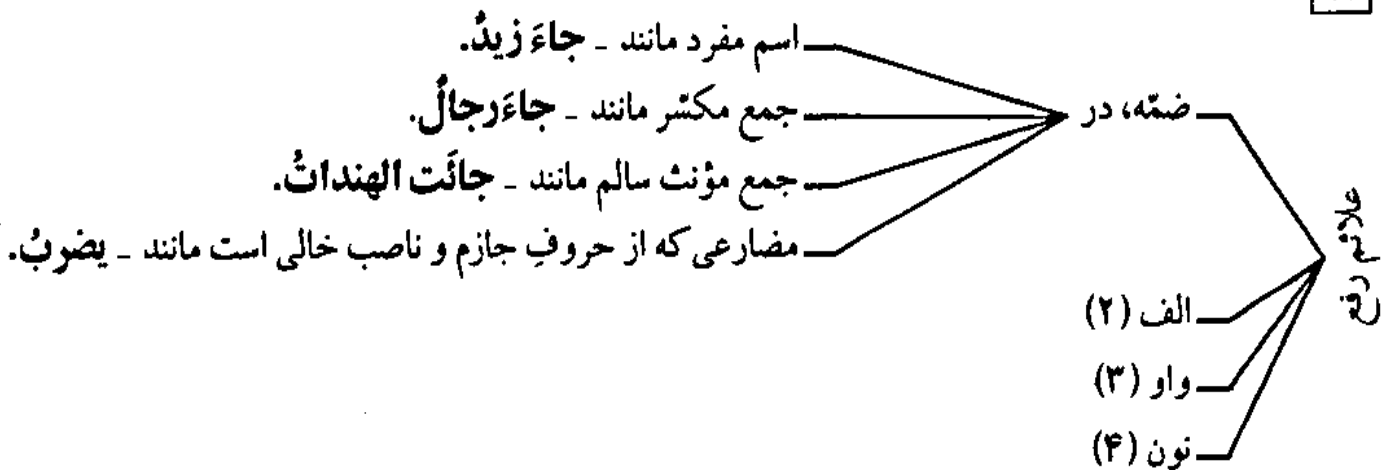 علائم رفع
ضمّه، در
اسم مفرد مانند ـ جاءَ زیدٌ.
جمع مکسّر مانند ـ جاءَ رجالٌ.
جمع مؤنث سالم مانند ـ جائَت الهنداتُ.
مضارعی که از حروفِ جازم و ناصب خالی است مانند ـ یضربُ.
الف (۲)
واو (۳)
نون (۴)